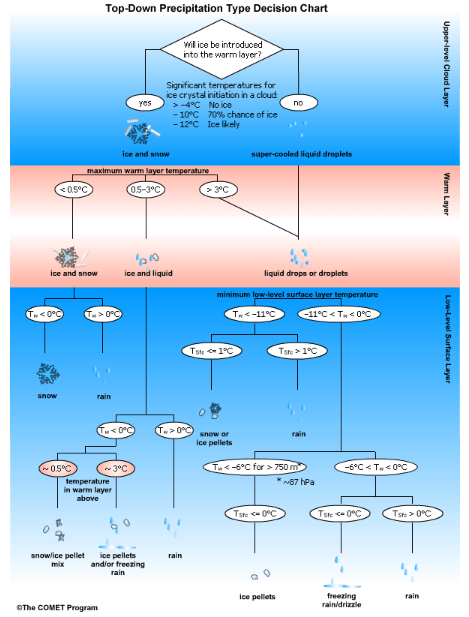 Top-Down Precipitation Type Decision Chart
Upper-level Cloud Layer
Will ice be introduced
into the warm layer?
Significant temperatures for
ice crystal initiation in a cloud:
> −4°C No ice
− 10°C 70% chance of ice
− 12°C Ice likely
yes
no
ice and snow
super-cooled liquid droplets
Warm Layer
maximum warm layer temperature
< 0.5°C
0.5–3°C
> 3°C
ice and snow
ice and liquid
liquid drops or droplets
Low-Level Surface Layer
minimum low-level surface layer temperature
Tw < 0°C
Tw > 0°C
Tw < −11°C
−11°C < Tw < 0°C
TSfc <= 1°C
TSfc > 1°C
snow
rain
snow or
ice pellets
rain
Tw < 0°C
Tw > 0°C
~ 0.5°C
~ 3°C
temperature
in warm layer
above
Tw < −6°C for > 750 m*
* ~87 hPa
−6°C < Tw < 0°C
TSfc <= 0°C
TSfc <= 0°C
TSfc > 0°C
snow/ice pellet
mix
ice pellets
and/or freezing
rain
rain
ice pellets
freezing
rain/drizzle
rain
©The COMET Program